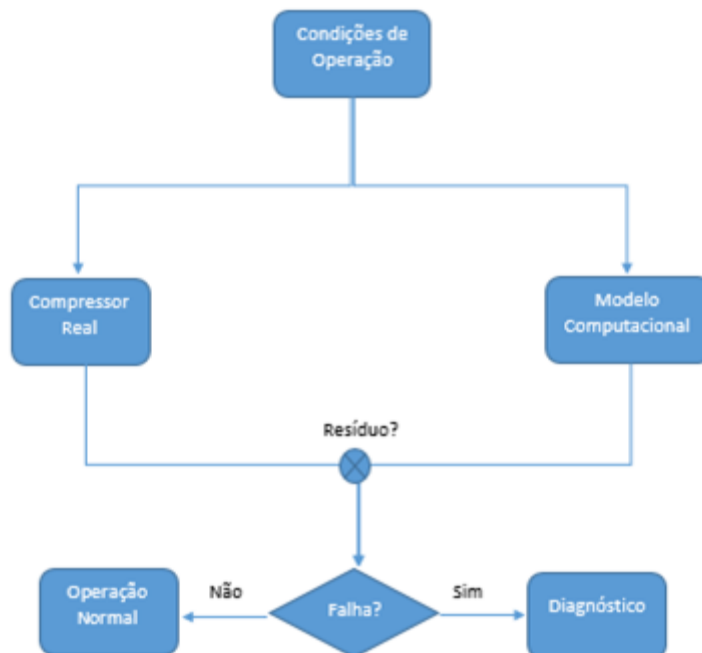 Condições de
Operação
Compressor
Real
Modelo
Computacional
Resíduo?
Operação
Normal
Não
Falha?
Sim
Diagnóstico